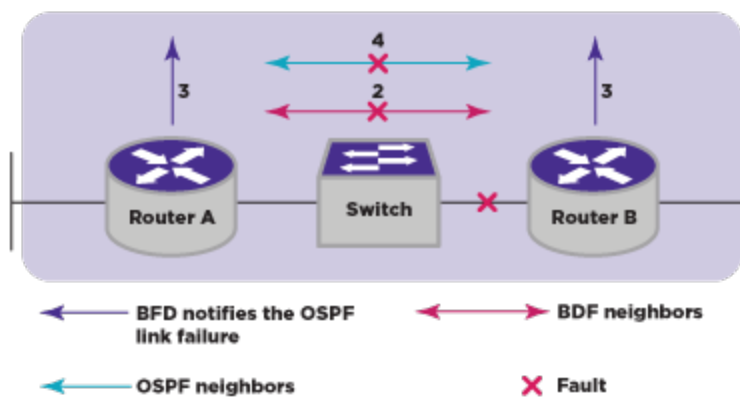 4
3
2
3
Router A
Switch
Router B
BFD notifies the OSPF
link failure
BDF neighbors
OSPF neighbors
Fault